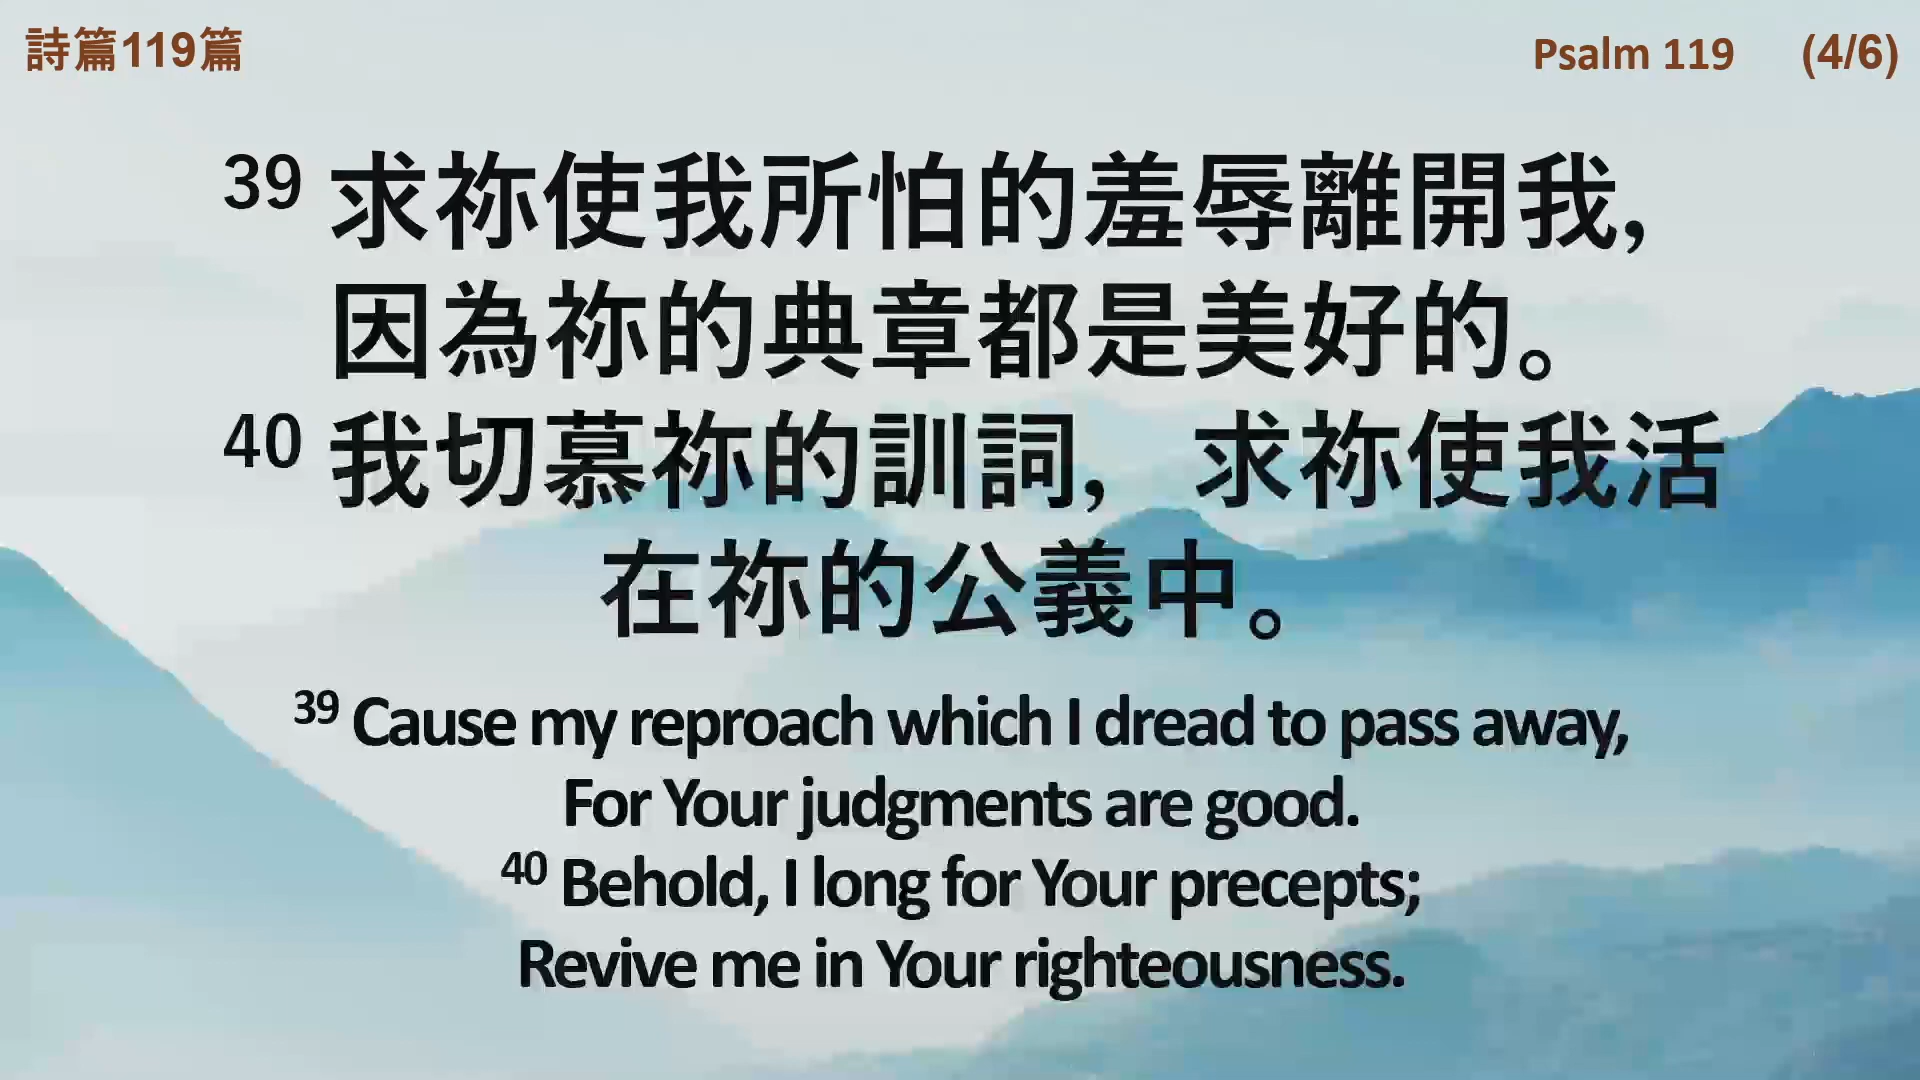 詩篇119篇
Psalm 119 (4/6)
39 求祢使我所怕的羞辱離開我,
因為祢的典章都是美好的。
40 我切慕祢的訓詞, 求祢使我活
在祢的公義中。
39 Cause my reproach which I dread to pass away,
For Your judgments are good.
40 Behold, I long for Your precepts;
Revive me in Your righteousness.